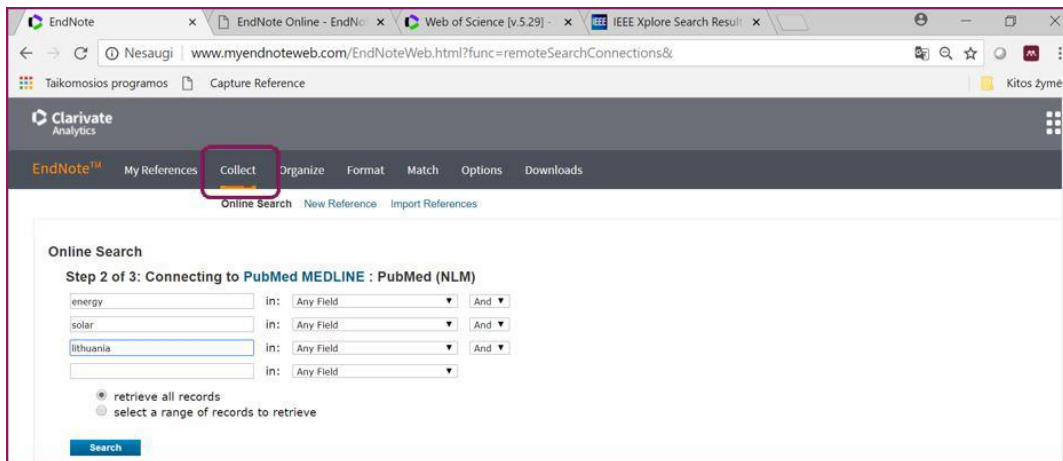 EndNote
EndNote Online - EndNo
Web of Science [v.5.29] -
IEEE IEEE Xplore Search Result
Nesaugi www.myendnoteweb.com/EndNoteWeb.html?func=remoteSearchConnections&
Taikomosios programos Capture Reference Kitos žymė
Clarivate
Analytics
EndNote™ My References Collect Organize Format Match Options Downloads
Online Search New Reference Import References
Online Search
Step 2 of 3: Connecting to PubMed MEDLINE : PubMed (NLM)
energy in: Any Field And
solar in: Any Field And
lithuania in: Any Field And
in: Any Field
retrieve all records
select a range of records to retrieve
Search